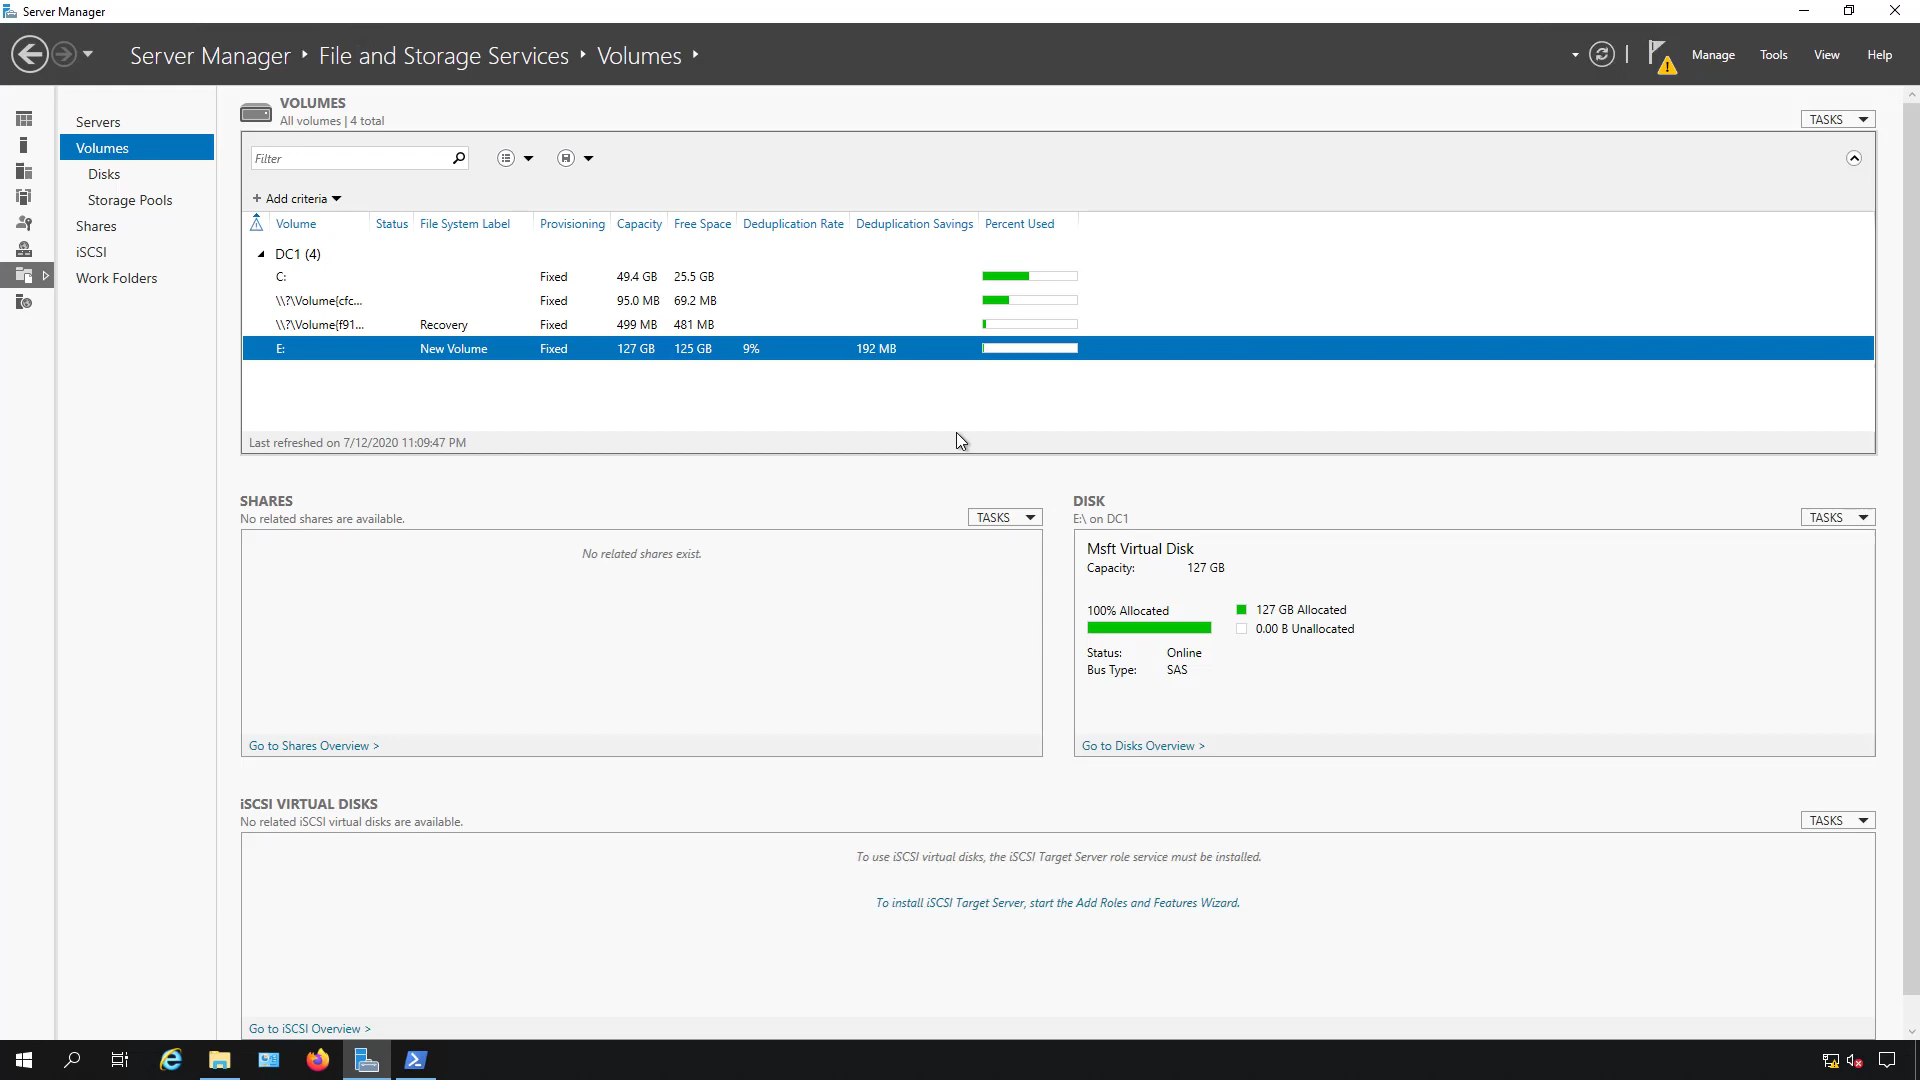 Server Manager
Server Manager ‣ File and Storage Services ‣ Volumes ‣
Manage Tools View Help
Servers
Volumes
Disks
Storage Pools
Shares
iSCSI
Work Folders
VOLUMES
All volumes | 4 total
TASKS
Filter
+ Add criteria
Volume Status File System Label Provisioning Capacity Free Space Deduplication Rate Deduplication Savings Percent Used
DC1 (4)
C: Fixed 49.4 GB 25.5 GB
\\?\Volume{cfc... Fixed 95.0 MB 69.2 MB
\\?\Volume{f91... Recovery Fixed 499 MB 481 MB
E: New Volume Fixed 127 GB 125 GB 9% 192 MB
Last refreshed on 7/12/2020 11:09:47 PM
SHARES
No related shares are available.
TASKS
No related shares exist.
Go to Shares Overview >
DISK
E:\ on DC1
TASKS
Msft Virtual Disk
Capacity: 127 GB
100% Allocated
127 GB Allocated
0.00 B Unallocated
Status: Online
Bus Type: SAS
Go to Disks Overview >
iSCSI VIRTUAL DISKS
No related iSCSI virtual disks are available.
TASKS
To use iSCSI virtual disks, the iSCSI Target Server role service must be installed.
To install iSCSI Target Server, start the Add Roles and Features Wizard.
Go to iSCSI Overview >